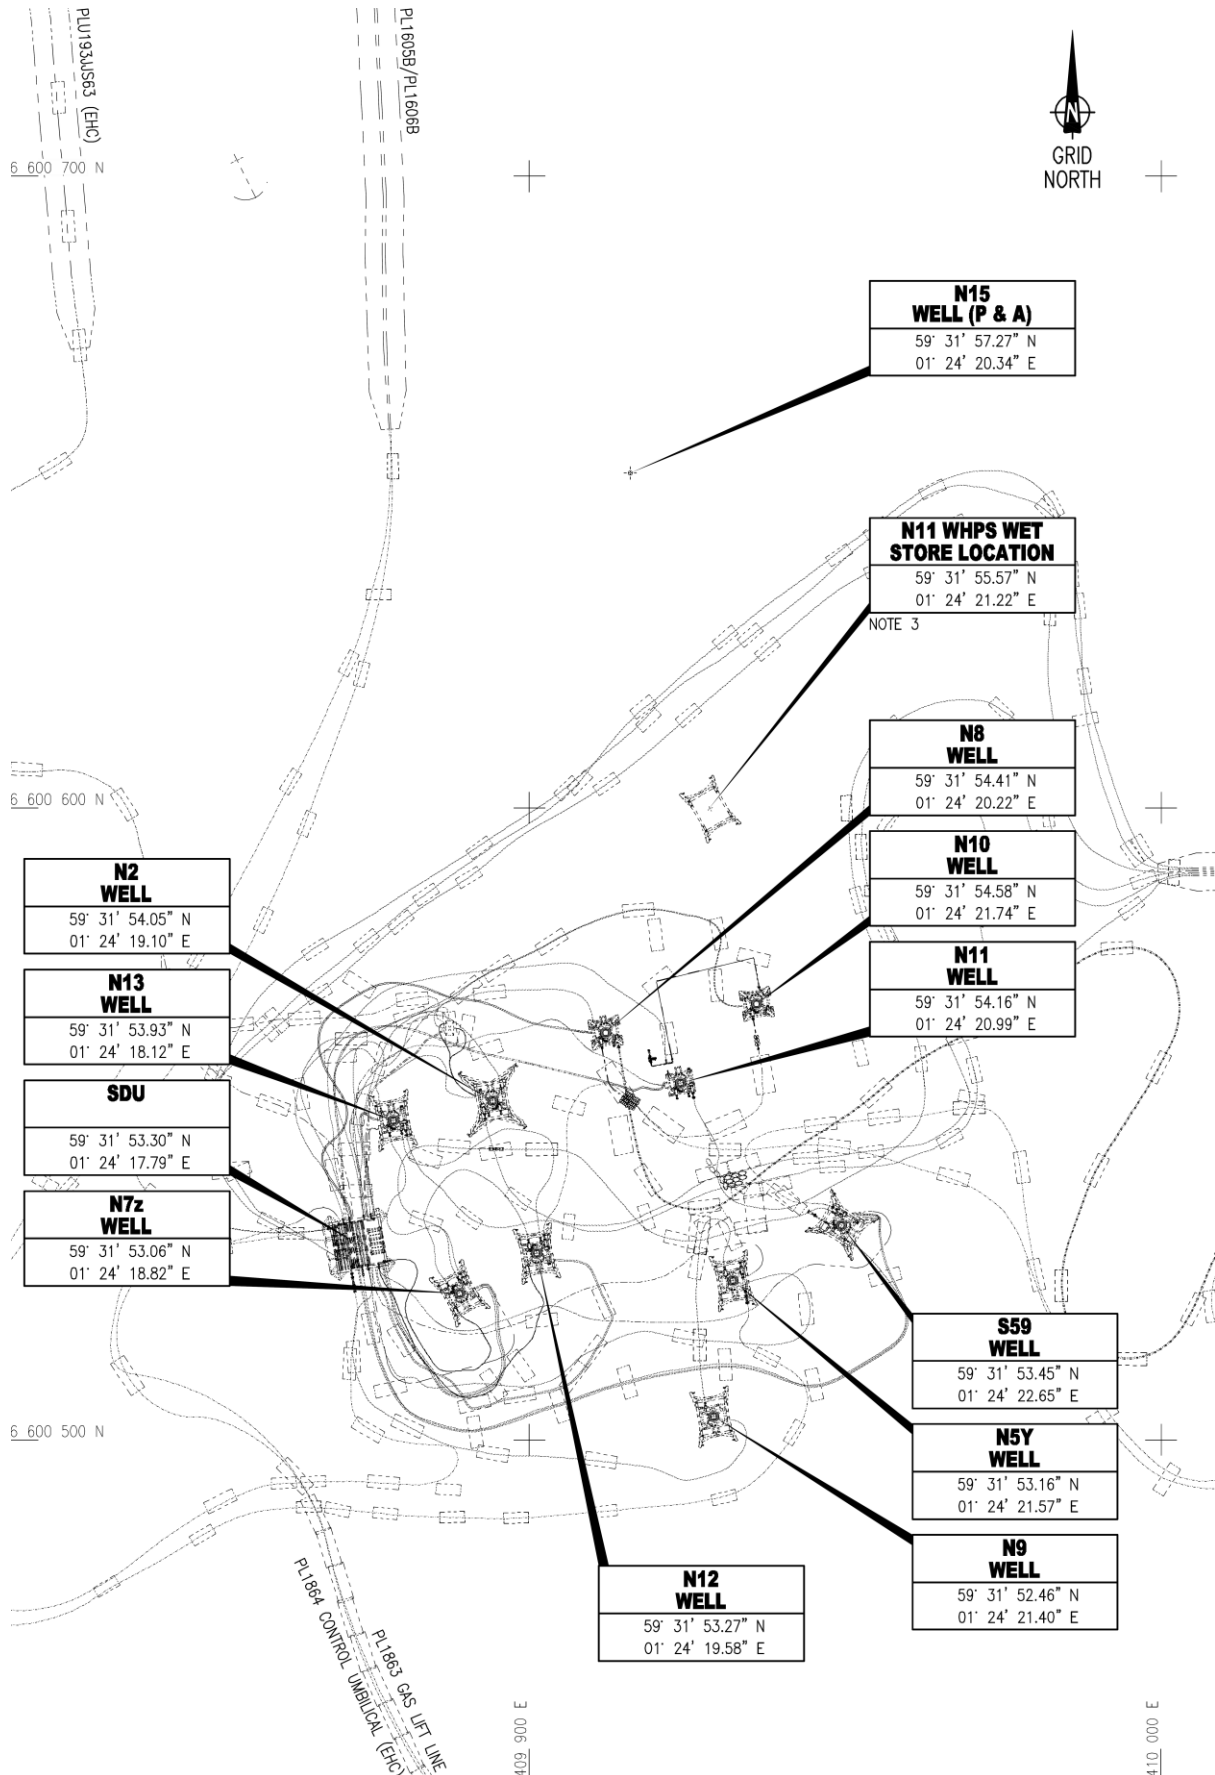 PLU193JJS63 (EHC)
PL1605B/PL1606B
N
GRID
NORTH
6 600 700 N
N15
WELL (P & A)
59° 31' 57.27" N
01° 24' 20.34" E
N11 WHPS WET
STORE LOCATION
59° 31' 55.57" N
01° 24' 21.22" E
NOTE 3
N8
WELL
59° 31' 54.41" N
01° 24' 20.22" E
6 600 600 N
N10
WELL
59° 31' 54.58" N
01° 24' 21.74" E
N2
WELL
59° 31' 54.05" N
01° 24' 19.10" E
N11
WELL
59° 31' 54.16" N
01° 24' 20.99" E
N13
WELL
59° 31' 53.93" N
01° 24' 18.12" E
SDU
59° 31' 53.30" N
01° 24' 17.79" E
N7z
WELL
59° 31' 53.06" N
01° 24' 18.82" E
S59
WELL
59° 31' 53.45" N
01° 24' 22.65" E
6 600 500 N
N5Y
WELL
59° 31' 53.16" N
01° 24' 21.57" E
N9
WELL
59° 31' 52.46" N
01° 24' 21.40" E
N12
WELL
59° 31' 53.27" N
01° 24' 19.58" E
PL1864 CONTROL UMBILICAL (EHC)
PL1863 GAS LIFT LINE
409 900 E
410 000 E